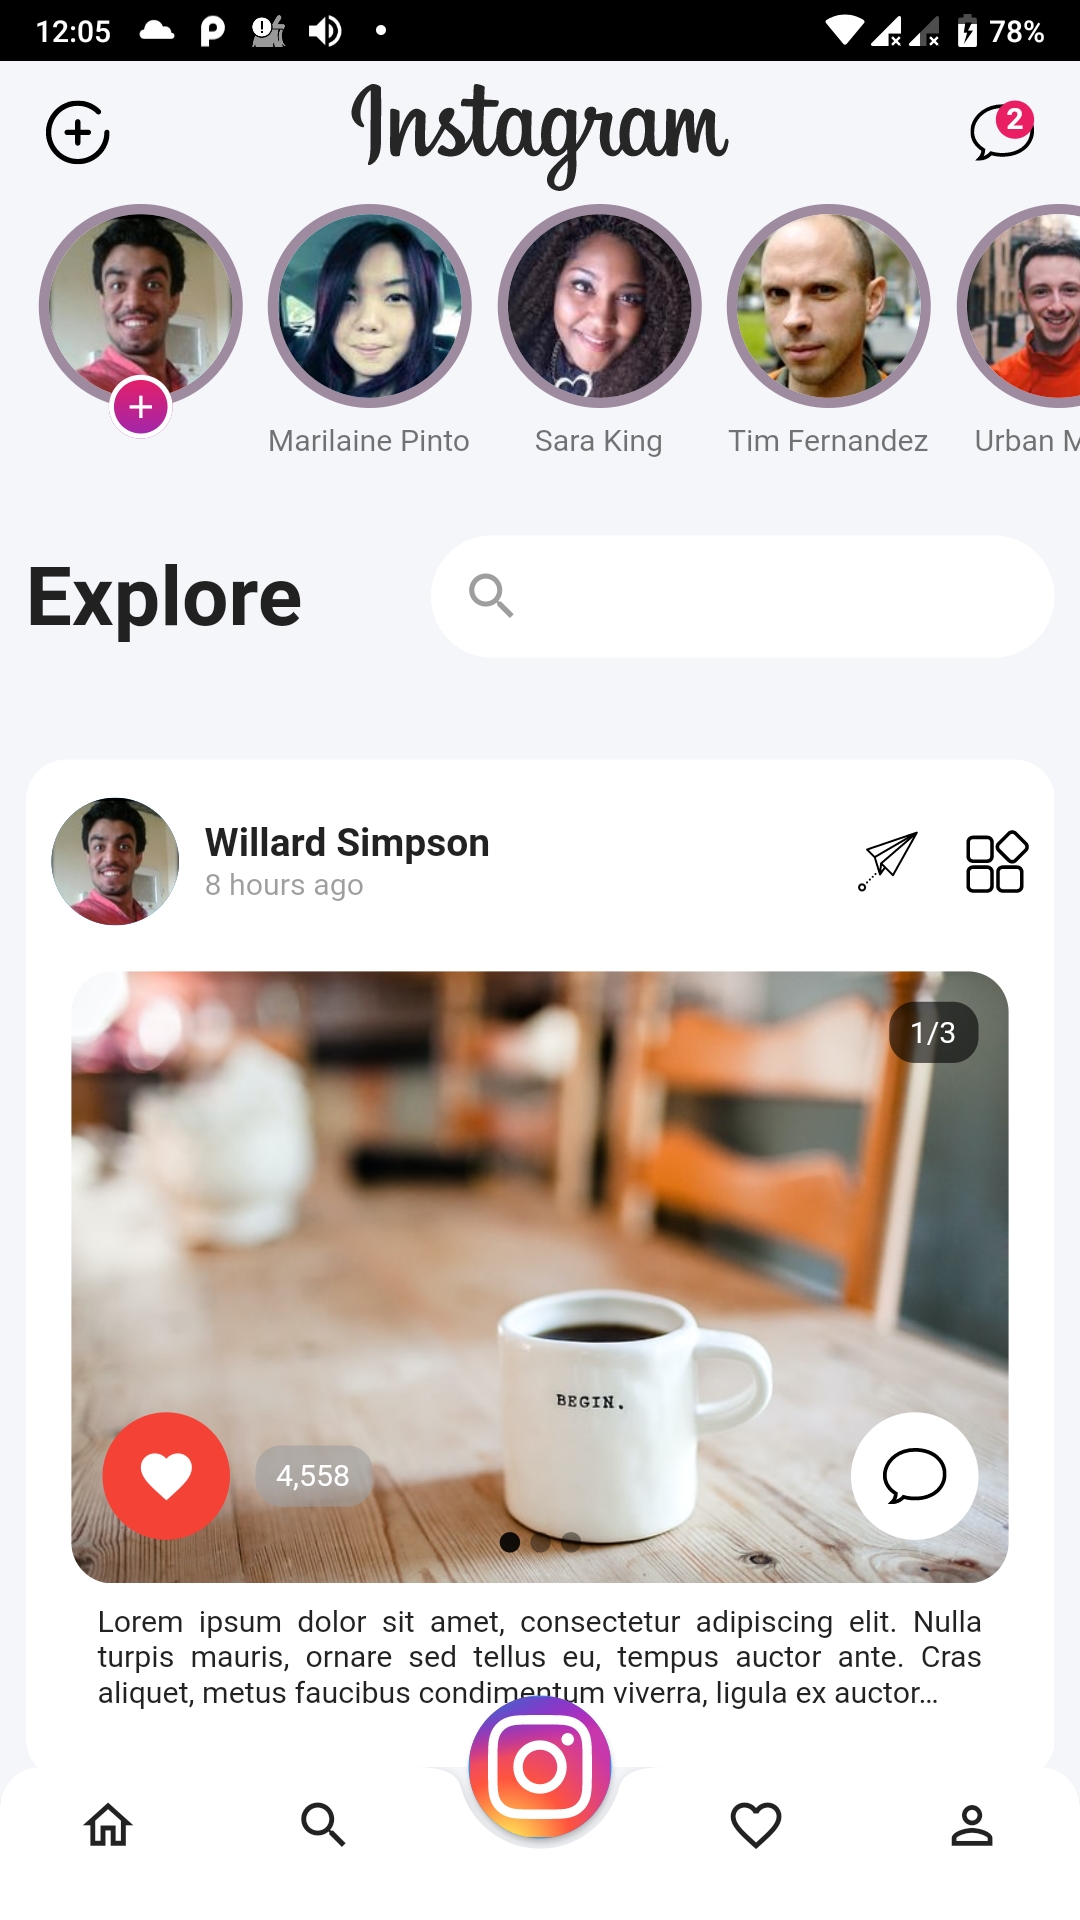 12:05
78%
Instagram
2
Marilaine Pinto
Sara King
Tim Fernandez
Urban M
Explore
Willard Simpson
8 hours ago
1/3
BEGIN.
4,558
Lorem ipsum dolor sit amet, consectetur adipiscing elit. Nulla
turpis mauris, ornare sed tellus eu, tempus auctor ante. Cras
aliquet, metus faucibus condimentum viverra, ligula ex auctor...